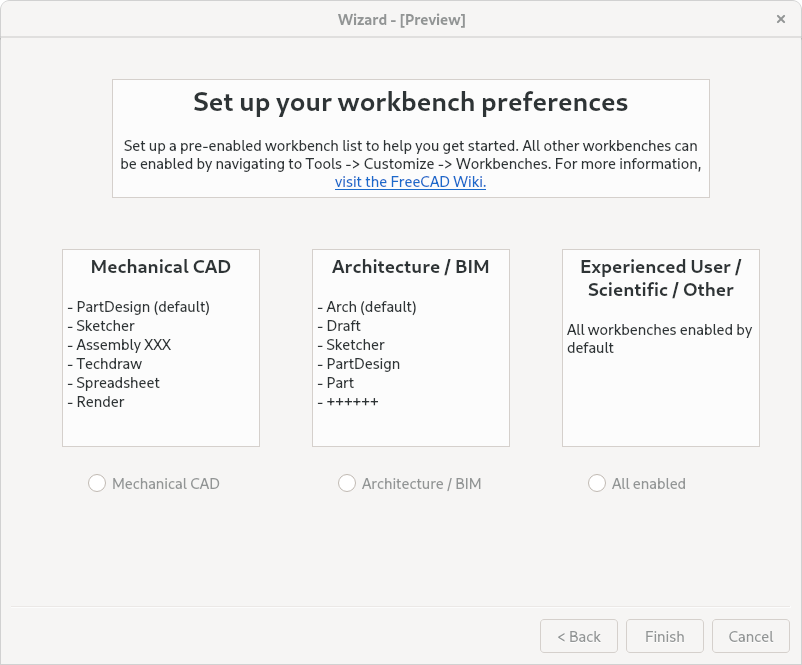 Wizard - [Preview]
×
Set up your workbench preferences
Set up a pre-enabled workbench list to help you get started. All other workbenches can
be enabled by navigating to Tools -> Customize -> Workbenches. For more information,
visit the FreeCAD Wiki.
Mechanical CAD
- PartDesign (default)
- Sketcher
- Assembly XXX
- Techdraw
- Spreadsheet
- Render
Architecture / BIM
- Arch (default)
- Draft
- Sketcher
- PartDesign
- Part
- ++++++
Experienced User /
Scientific / Other
All workbenches enabled by
default
Mechanical CAD
Architecture / BIM
All enabled
< Back
Finish
Cancel